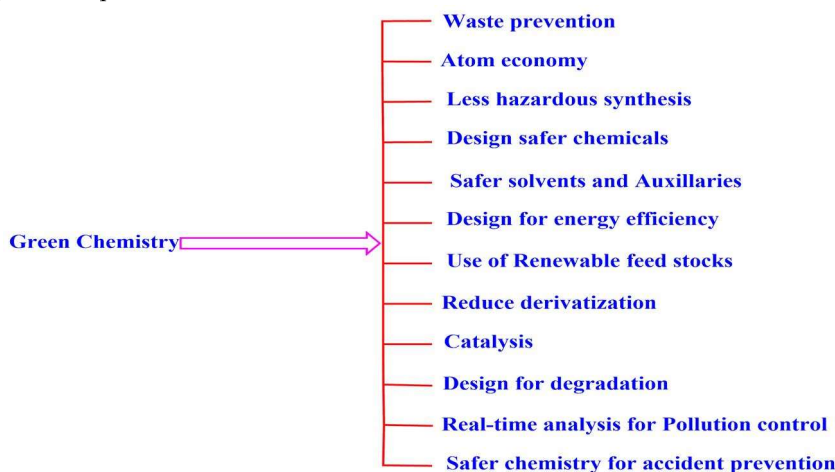 Waste prevention
Atom economy
Less hazardous synthesis
Design safer chemicals
Safer solvents and Auxillaries
Design for energy efficiency
Green Chemistry
Use of Renewable feed stocks
Reduce derivatization
Catalysis
Design for degradation
Real-time analysis for Pollution control
Safer chemistry for accident prevention